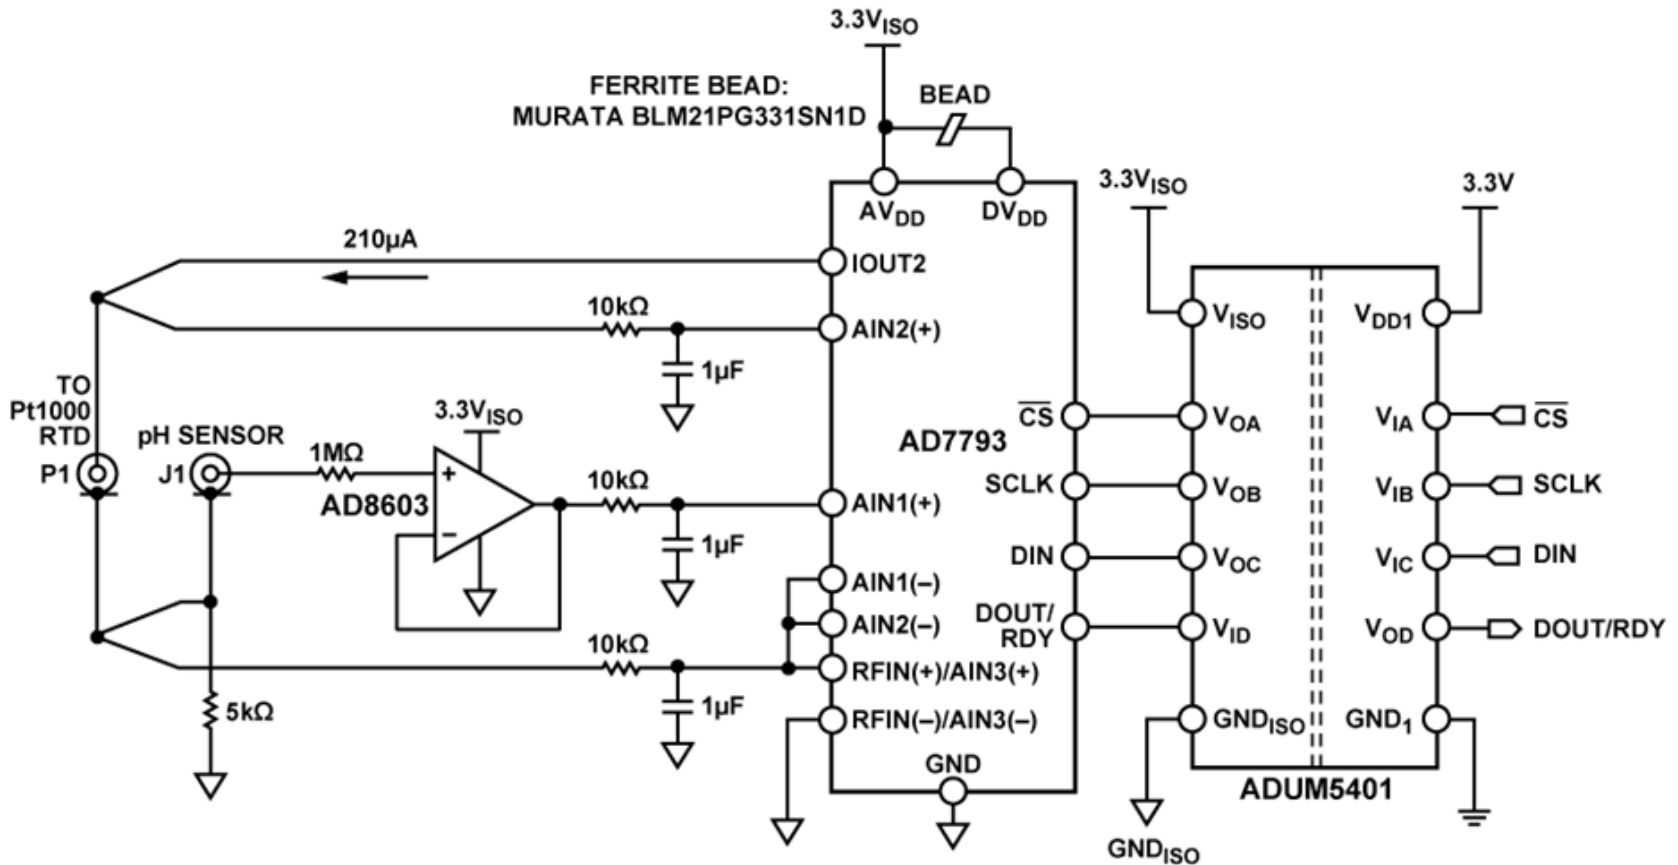 3.3VISO
FERRITE BEAD:
MURATA BLM21PG331SN1D
BEAD
AVDD
DVDD
3.3VISO
3.3V
210µA
IOUT2
10kΩ
AIN2(+)
1µF
VISO
VDD1
TO
Pt1000
RTD
P1
pH SENSOR
J1
1MΩ
3.3VISO
AD8603
+
–
10kΩ
AIN1(+)
1µF
AD7793
CS
SCLK
DIN
DOUT/
RDY
VOA
VOB
VOC
VID
VIA
VIB
VIC
VOD
CS
SCLK
DIN
DOUT/RDY
AIN1(–)
AIN2(–)
10kΩ
RFIN(+)/AIN3(+)
1µF
RFIN(–)/AIN3(–)
5kΩ
GND
GNDISO
GND1
ADUM5401
GNDISO